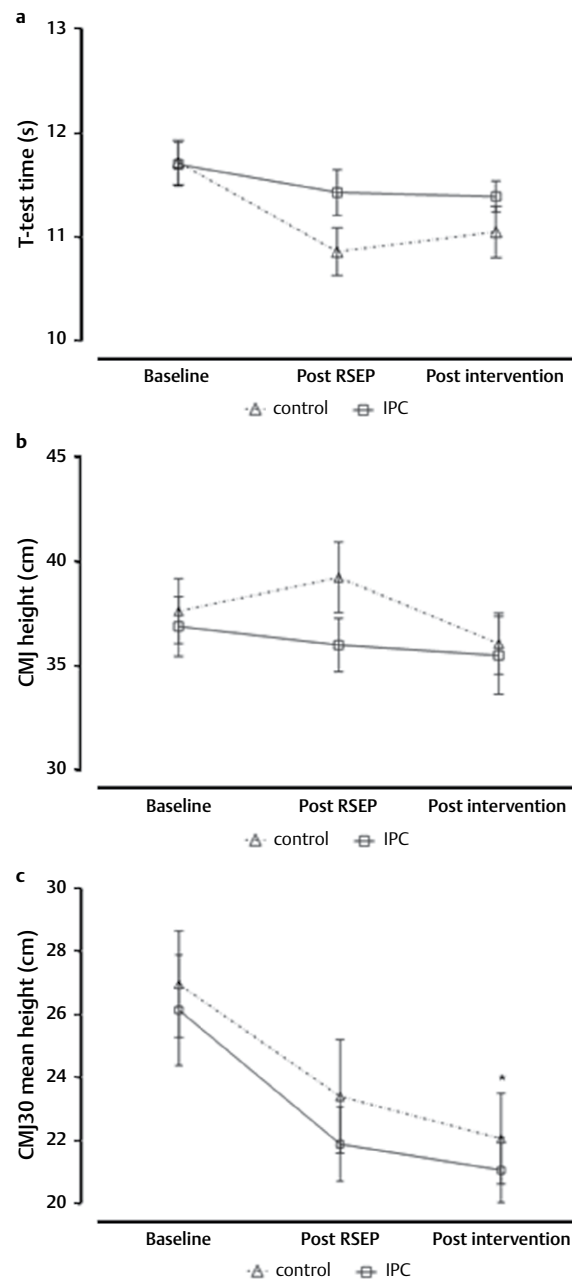 a
T-test time (s)
13
12
11
10
Baseline Post RSEP Post intervention
control IPC
b
CMJ height (cm)
45
40
35
30
Baseline Post RSEP Post intervention
control IPC
c
CMJ30 mean height (cm)
30
28
26
24
22
20
*
Baseline Post RSEP Post intervention
control IPC